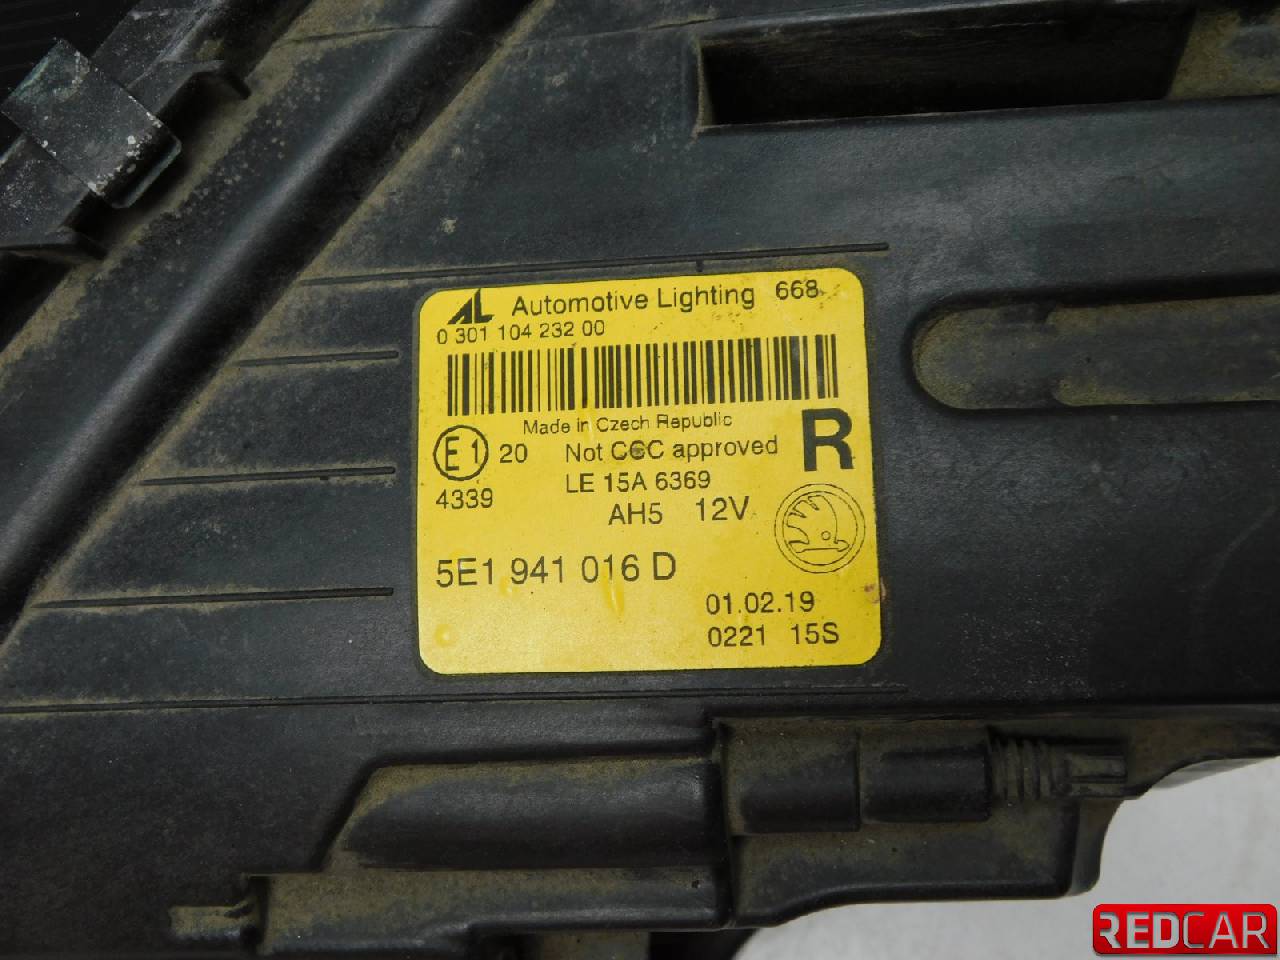 AL Automotive Lighting 668
0 301 104 232 00
Made in Czech Republic
E1 20 Not CCC approved R
4339 LE 15A 6369
AH5 12V
5E1 941 016 D
01.02.19
0221 15S
REDCAR